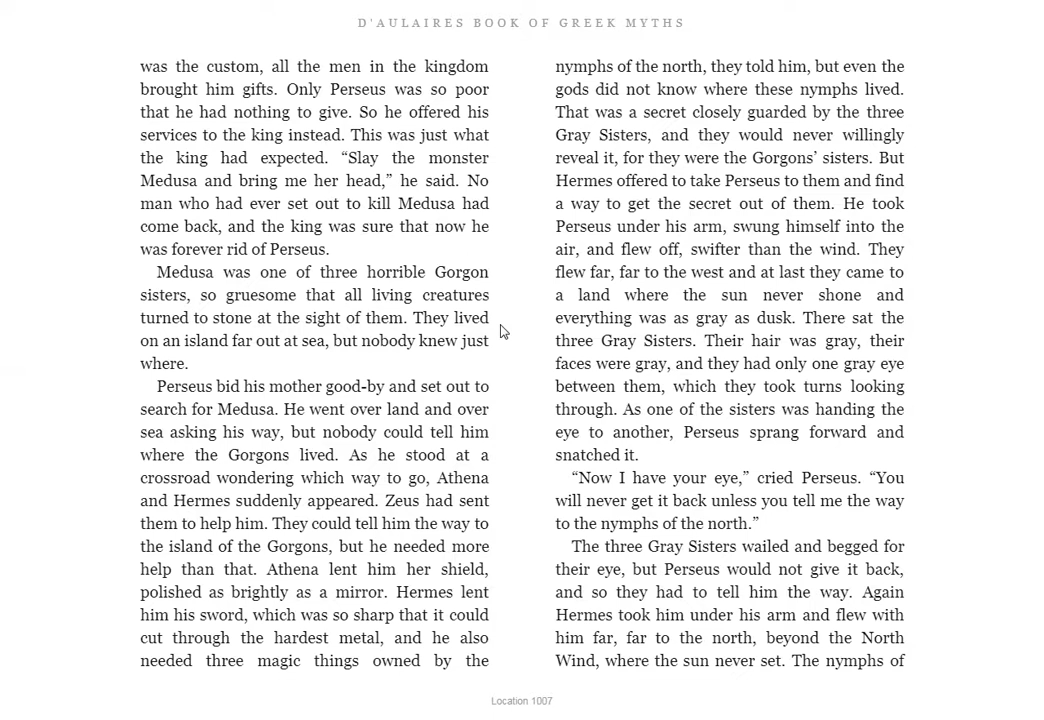 D'AULAIRES BOOK OF GREEK MYTHS
was the custom, all the men in the kingdom
brought him gifts. Only Perseus was so poor
that he had nothing to give. So he offered his
services to the king instead. This was just what
the king had expected. “Slay the monster
Medusa and bring me her head,” he said. No
man who had ever set out to kill Medusa had
come back, and the king was sure that now he
was forever rid of Perseus.
Medusa was one of three horrible Gorgon
sisters, so gruesome that all living creatures
turned to stone at the sight of them. They lived
on an island far out at sea, but nobody knew just
where.
Perseus bid his mother good-by and set out to
search for Medusa. He went over land and over
sea asking his way, but nobody could tell him
where the Gorgons lived. As he stood at a
crossroad wondering which way to go, Athena
and Hermes suddenly appeared. Zeus had sent
them to help him. They could tell him the way to
the island of the Gorgons, but he needed more
help than that. Athena lent him her shield,
polished as brightly as a mirror. Hermes lent
him his sword, which was so sharp that it could
cut through the hardest metal, and he also
needed three magic things owned by the
nymphs of the north, they told him, but even the
gods did not know where these nymphs lived.
That was a secret closely guarded by the three
Gray Sisters, and they would never willingly
reveal it, for they were the Gorgons’ sisters. But
Hermes offered to take Perseus to them and find
a way to get the secret out of them. He took
Perseus under his arm, swung himself into the
air, and flew off, swifter than the wind. They
flew far, far to the west and at last they came to
a land where the sun never shone and
everything was as gray as dusk. There sat the
three Gray Sisters. Their hair was gray, their
faces were gray, and they had only one gray eye
between them, which they took turns looking
through. As one of the sisters was handing the
eye to another, Perseus sprang forward and
snatched it.
“Now I have your eye,” cried Perseus. “You
will never get it back unless you tell me the way
to the nymphs of the north.”
The three Gray Sisters wailed and begged for
their eye, but Perseus would not give it back,
and so they had to tell him the way. Again
Hermes took him under his arm and flew with
him far, far to the north, beyond the North
Wind, where the sun never set. The nymphs of
Location 1007